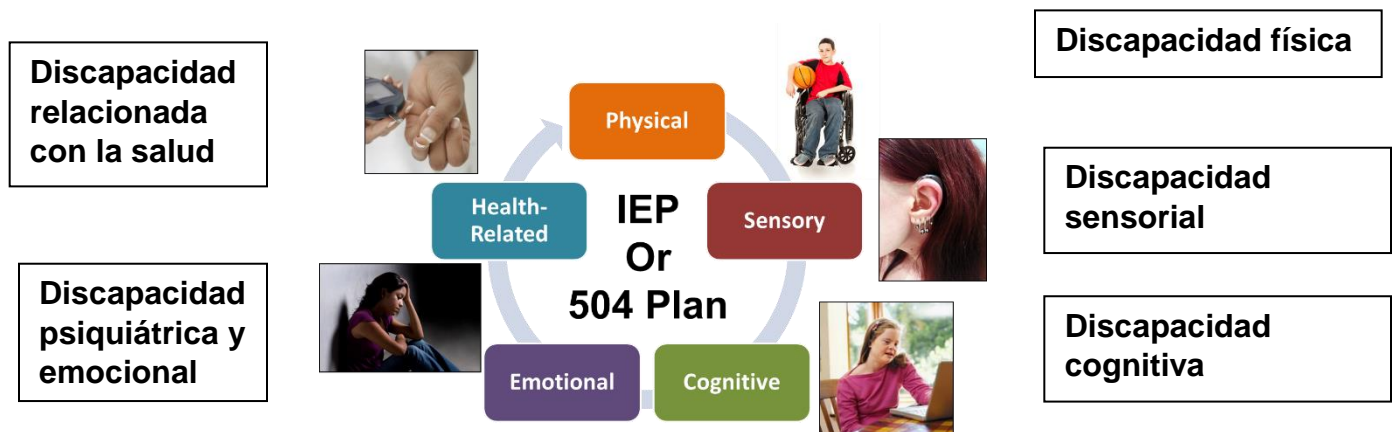 Discapacidad
relacionada
con la salud
Discapacidad
psiquiátrica y
emocional
Physical
Health-
Related
IEP
Or
504 Plan
Sensory
Emotional
Cognitive
Discapacidad física
Discapacidad
sensorial
Discapacidad
cognitiva